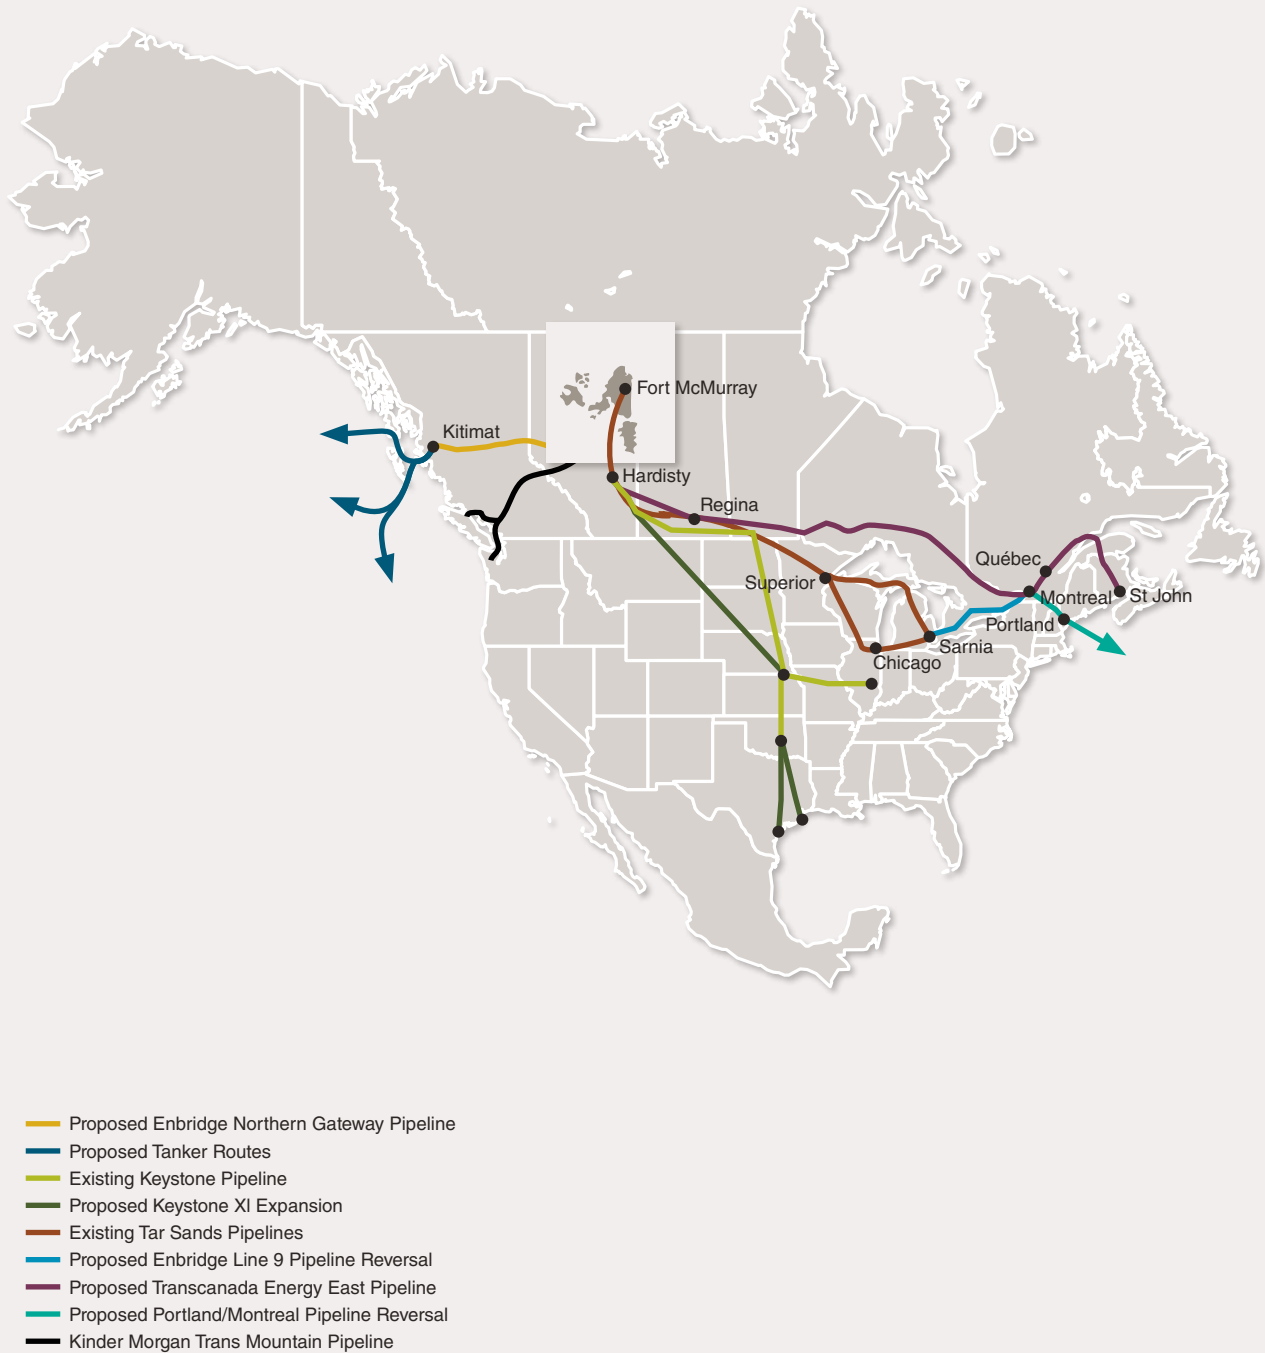 Fort McMurray
Kitimat
Hardisty
Regina
Québec
Superior
Montreal
St John
Portland
Sarnia
Chicago
Proposed Enbridge Northern Gateway Pipeline
Proposed Tanker Routes
Existing Keystone Pipeline
Proposed Keystone Xl Expansion
Existing Tar Sands Pipelines
Proposed Enbridge Line 9 Pipeline Reversal
Proposed Transcanada Energy East Pipeline
Proposed Portland/Montreal Pipeline Reversal
Kinder Morgan Trans Mountain Pipeline